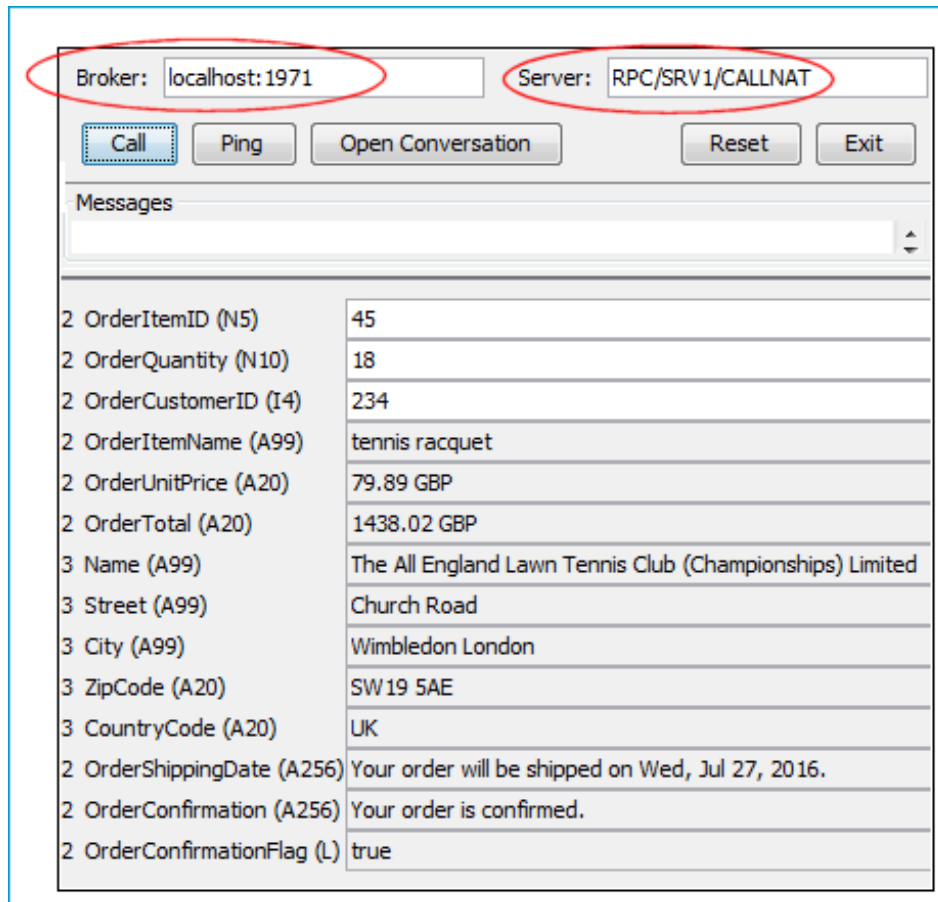 Broker: localhost:1971 Server: RPC/SRV1/CALLNAT
Call Ping Open Conversation Reset Exit
Messages
2 OrderItemID (N5) 45
2 OrderQuantity (N10) 18
2 OrderCustomerID (I4) 234
2 OrderItemName (A99) tennis racquet
2 OrderUnitPrice (A20) 79.89 GBP
2 OrderTotal (A20) 1438.02 GBP
3 Name (A99) The All England Lawn Tennis Club (Championships) Limited
3 Street (A99) Church Road
3 City (A99) Wimbledon London
3 ZipCode (A20) SW19 5AE
3 CountryCode (A20) UK
2 OrderShippingDate (A256) Your order will be shipped on Wed, Jul 27, 2016.
2 OrderConfirmation (A256) Your order is confirmed.
2 OrderConfirmationFlag (L) true